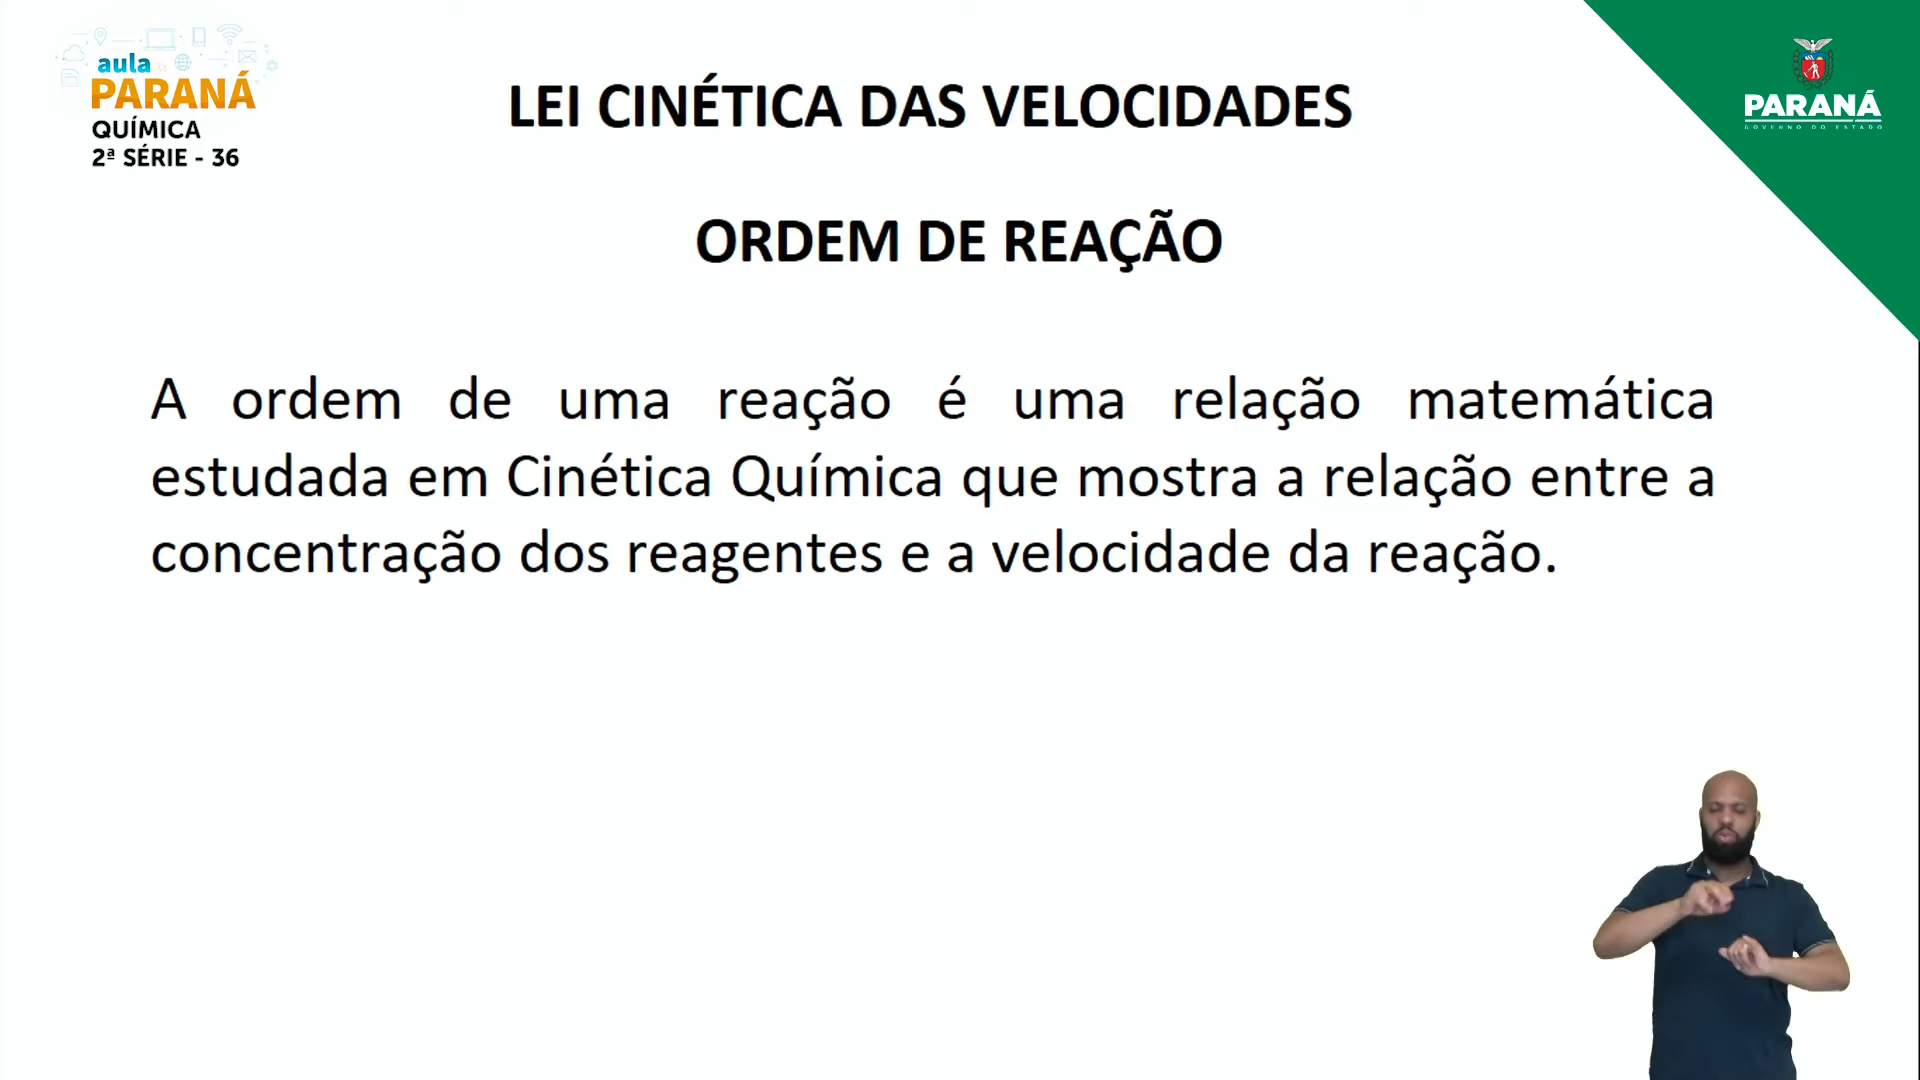 aula
PARANÁ
QUÍMICA
2ª SÉRIE - 36
LEI CINÉTICA DAS VELOCIDADES
PARANÁ
GOVERNO DO ESTADO
ORDEM DE REAÇÃO
A ordem de uma reação é uma relação matemática
estudada em Cinética Química que mostra a relação entre a
concentração dos reagentes e a velocidade da reação.